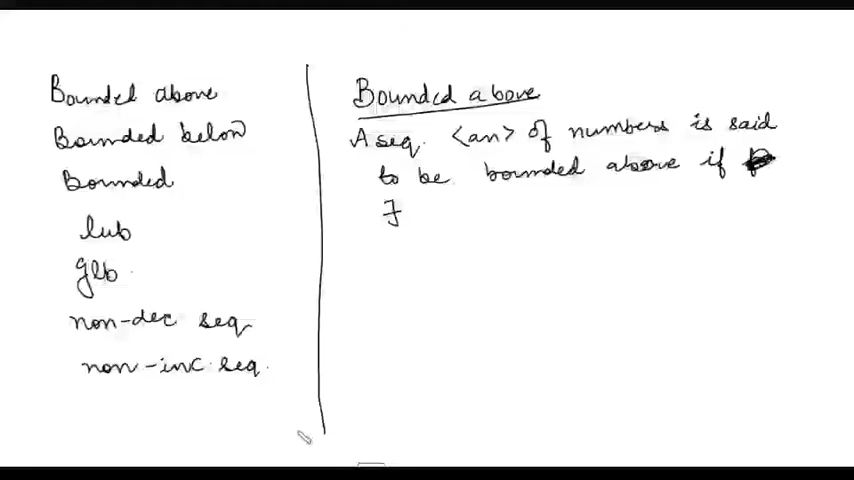 Bounded above
Bounded below
Bounded
lub
glb
non-dec seq
non-inc seq.
Bounded above
A seq. <an> of numbers is said
to be bounded above if
∃